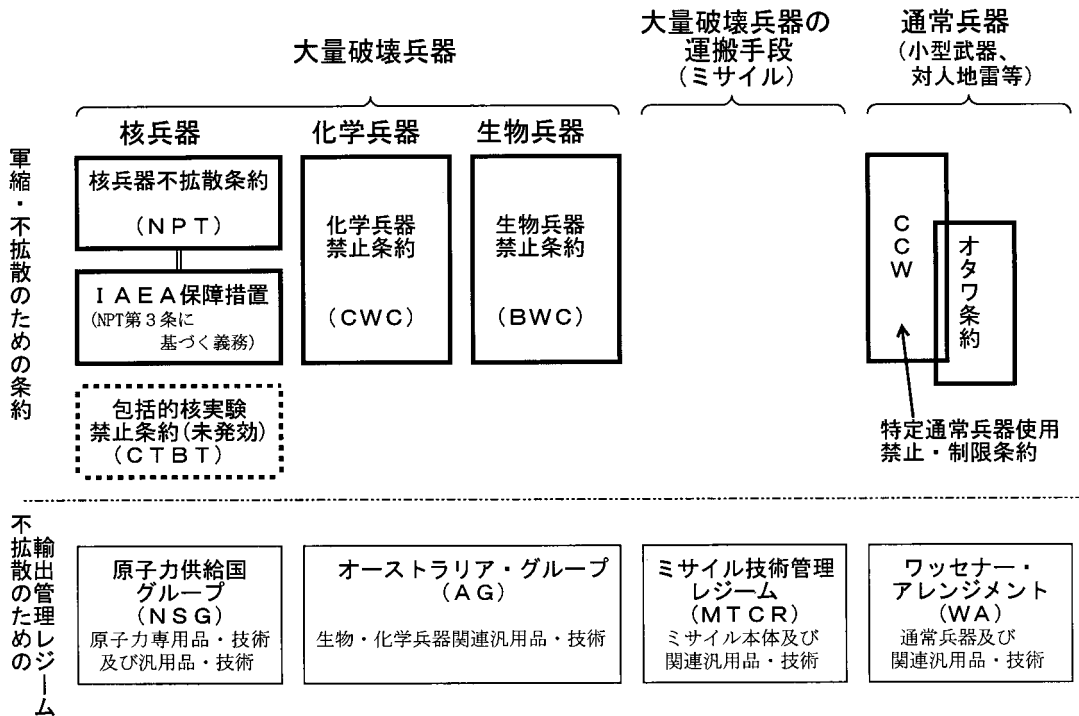 大量破壊兵器
大量破壊兵器の
運搬手段
(ミサイル)
通常兵器
(小型武器、
対人地雷等)
核兵器
化学兵器
生物兵器
軍縮・不拡散のための条約
核兵器不拡散条約
(NPT)
IAEA保障措置
(NPT第3条に
基づく義務)
包括的核実験
禁止条約(未発効)
(CTBT)
化学兵器
禁止条約
(CWC)
生物兵器
禁止条約
(BWC)
CCW
オタワ条約
特定通常兵器使用
禁止・制限条約
不拡散のための
輸出管理レジーム
原子力供給国
グループ
(NSG)
原子力専用品・技術
及び汎用品・技術
オーストラリア・グループ
(AG)
生物・化学兵器関連汎用品・技術
ミサイル技術管理
レジーム
(MTCR)
ミサイル本体及び
関連汎用品・技術
ワッセナー・
アレンジメント
(WA)
通常兵器及び
関連汎用品・技術